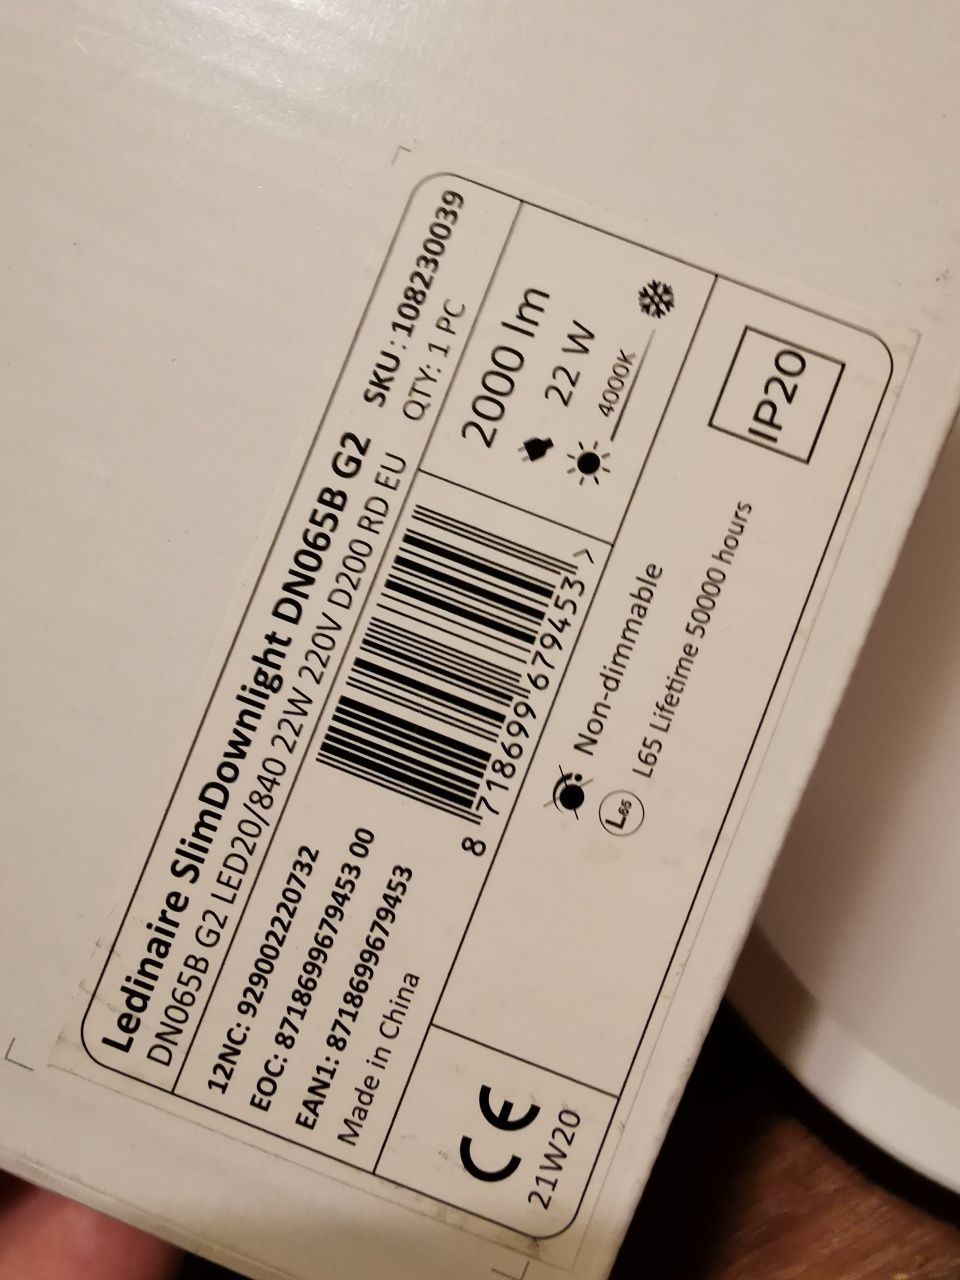 Ledinaire SlimDownlight DN065B G2 SKU: 108230039
DN065B G2 LED20/840 22W 220V D200 RD EU QTY: 1 PC
12NC: 929002220732
EOC: 871869967945300
EAN1: 8718699679453
Made in China
8 718699 679453 >
2000 lm
22 W
4000K
CE
21W20
Non-dimmable
L65 L65 Lifetime 50000 hours
IP20